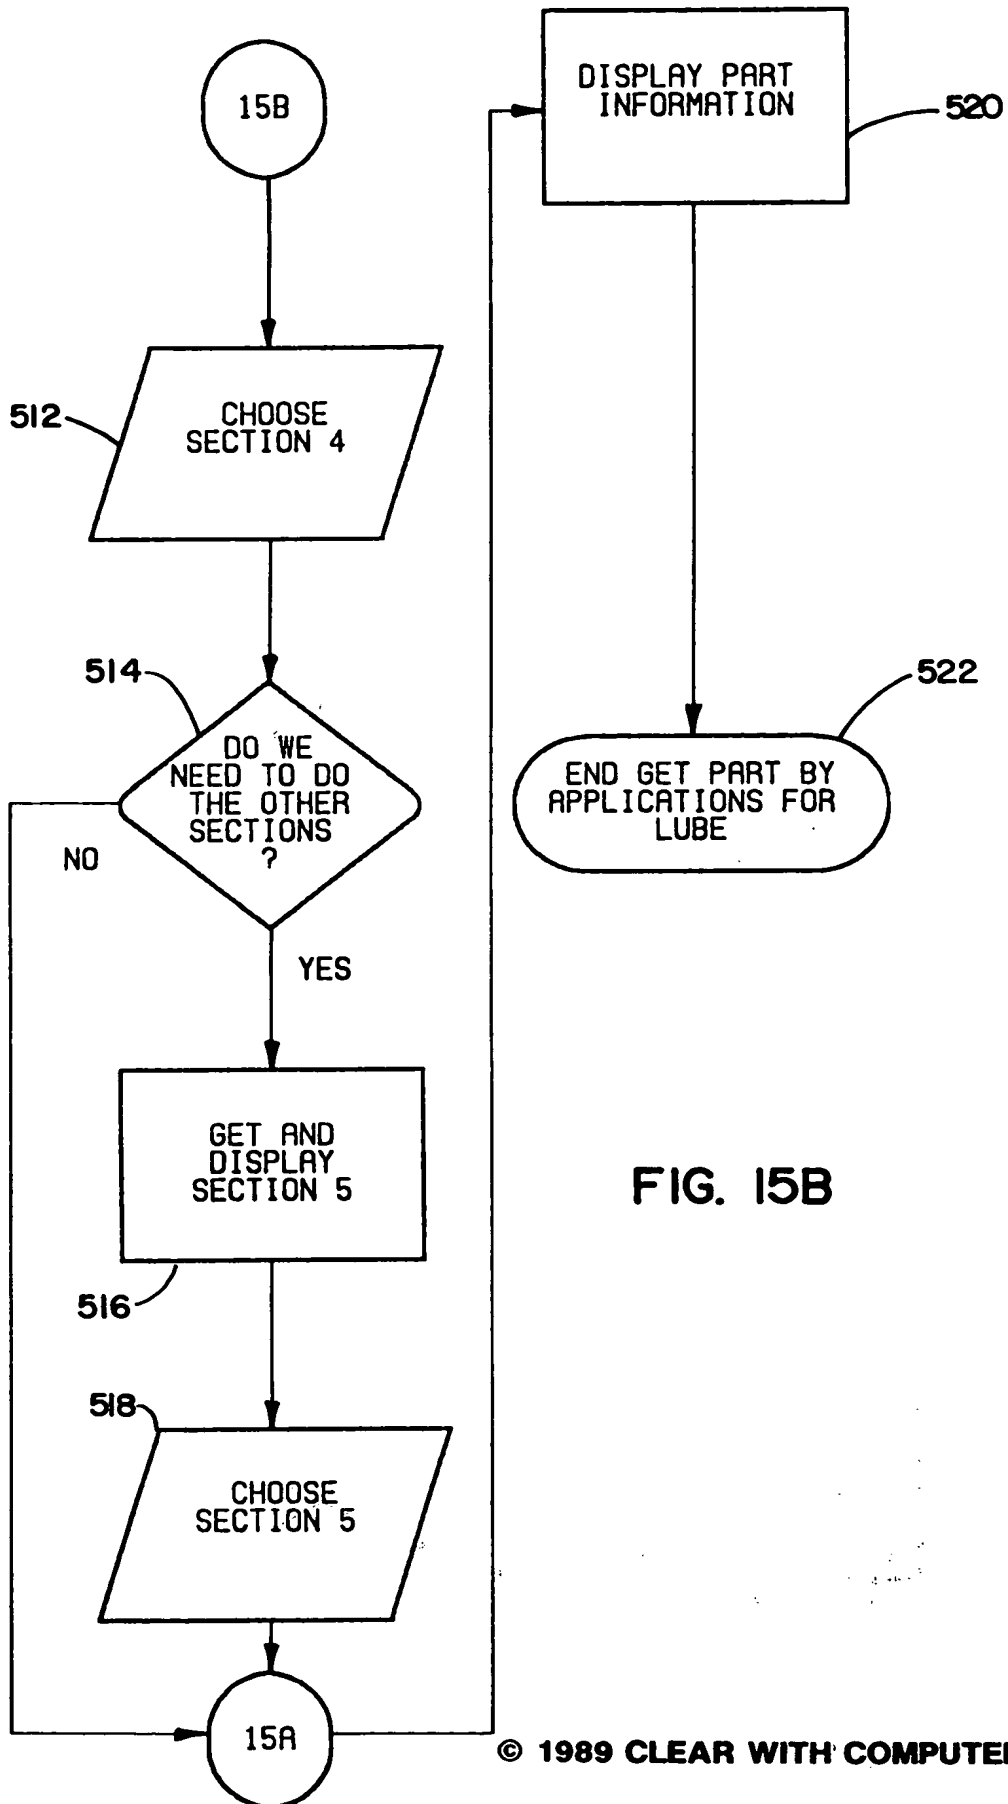 15B
512
CHOOSE
SECTION 4
514
DO WE
NEED TO DO
THE OTHER
SECTIONS
?
NO
YES
GET AND
DISPLAY
SECTION 5
516
518
CHOOSE
SECTION 5
15A
DISPLAY PART
INFORMATION
520
522
END GET PART BY
APPLICATIONS FOR
LUBE
FIG. 15B
© 1989 CLEAR WITH COMPUTE